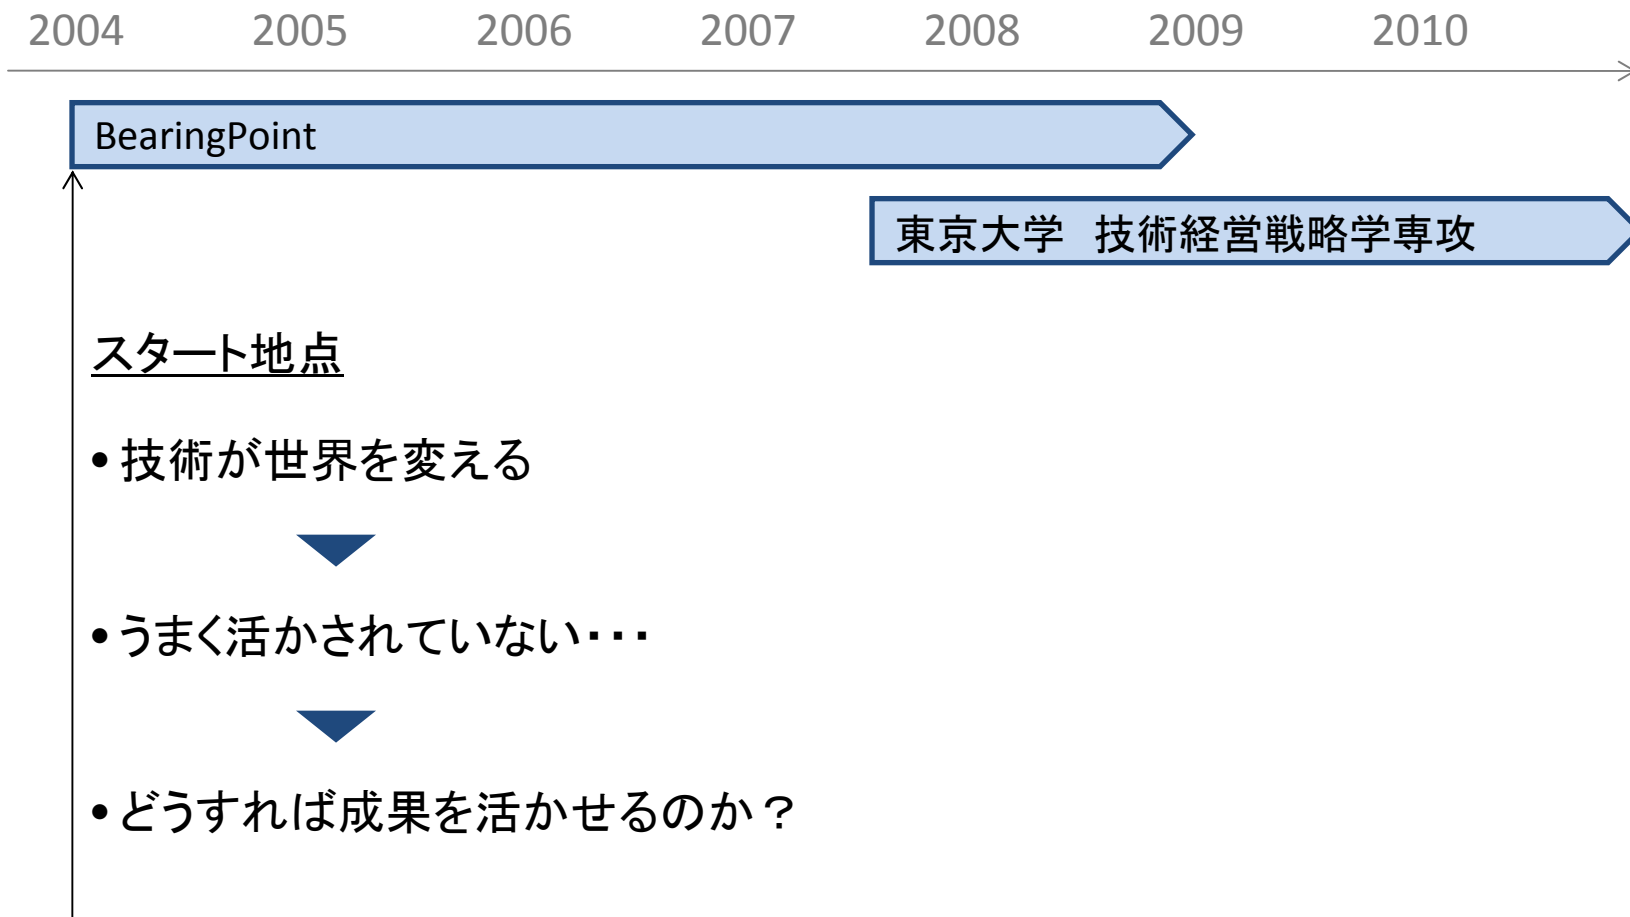 2004 2005 2006 2007 2008 2009 2010
BearingPoint
東京大学　技術経営戦略学専攻
スタート地点
•技術が世界を変える
•うまく活かされていない・・・
•どうすれば成果を活かせるのか？